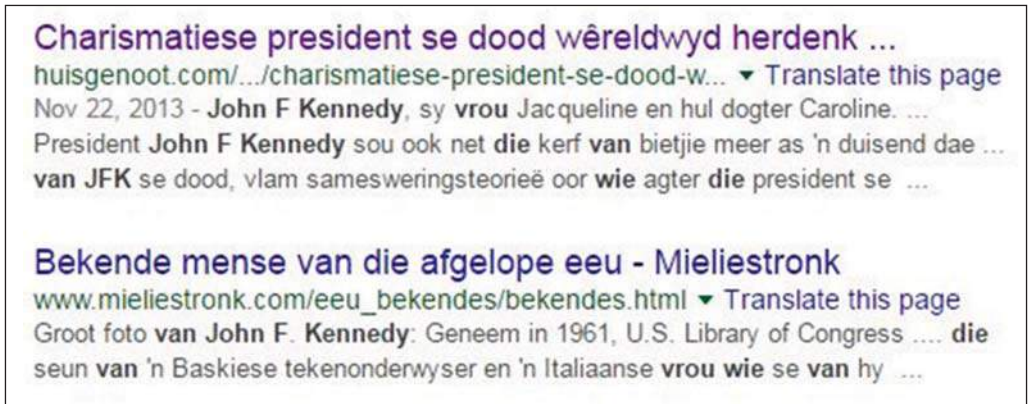 Charismatiese president se dood wêreldwyd herdenk ...
huisgenoot.com/.../charismatiese-president-se-dood-w... ▼ Translate this page
Nov 22, 2013 - John F Kennedy, sy vrou Jacqueline en hul dogter Caroline. ...
President John F Kennedy sou ook net die kerf van bietjie meer as 'n duisend dae ...
van JFK se dood, vlam samesweringsteorieë oor wie agter die president se ...
Bekende mense van die afgelope eeu - Mieliestronk
www.mieliestronk.com/eeu_bekendes/bekendes.html ▼ Translate this page
Groot foto van John F. Kennedy: Geneem in 1961, U.S. Library of Congress .... die
seun van 'n Baskiese tekenonderwyser en 'n Italiaanse vrou wie se van hy ...